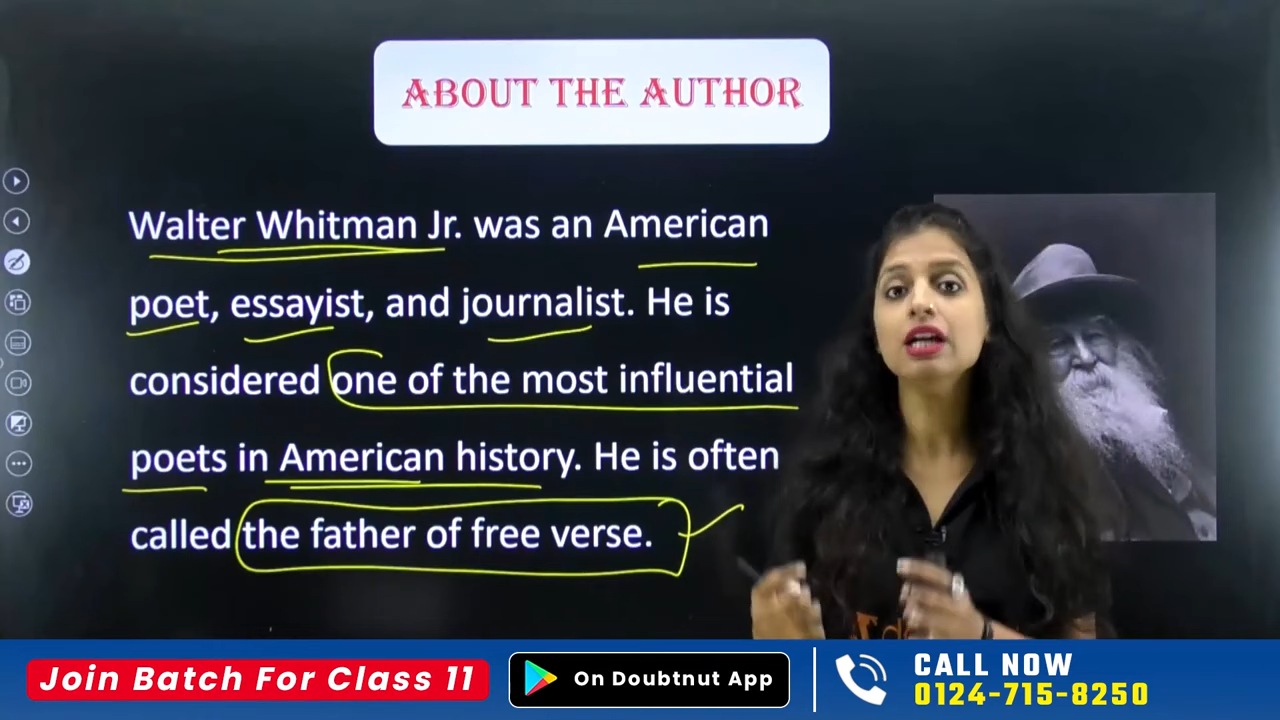 ABOUT THE AUTHOR
Walter Whitman Jr. was an American
poet, essayist, and journalist. He is
considered one of the most influential
poets in American history. He is often
called the father of free verse.
Join Batch For Class 11
On Doubtnut App
CALL NOW
0124-715-8250